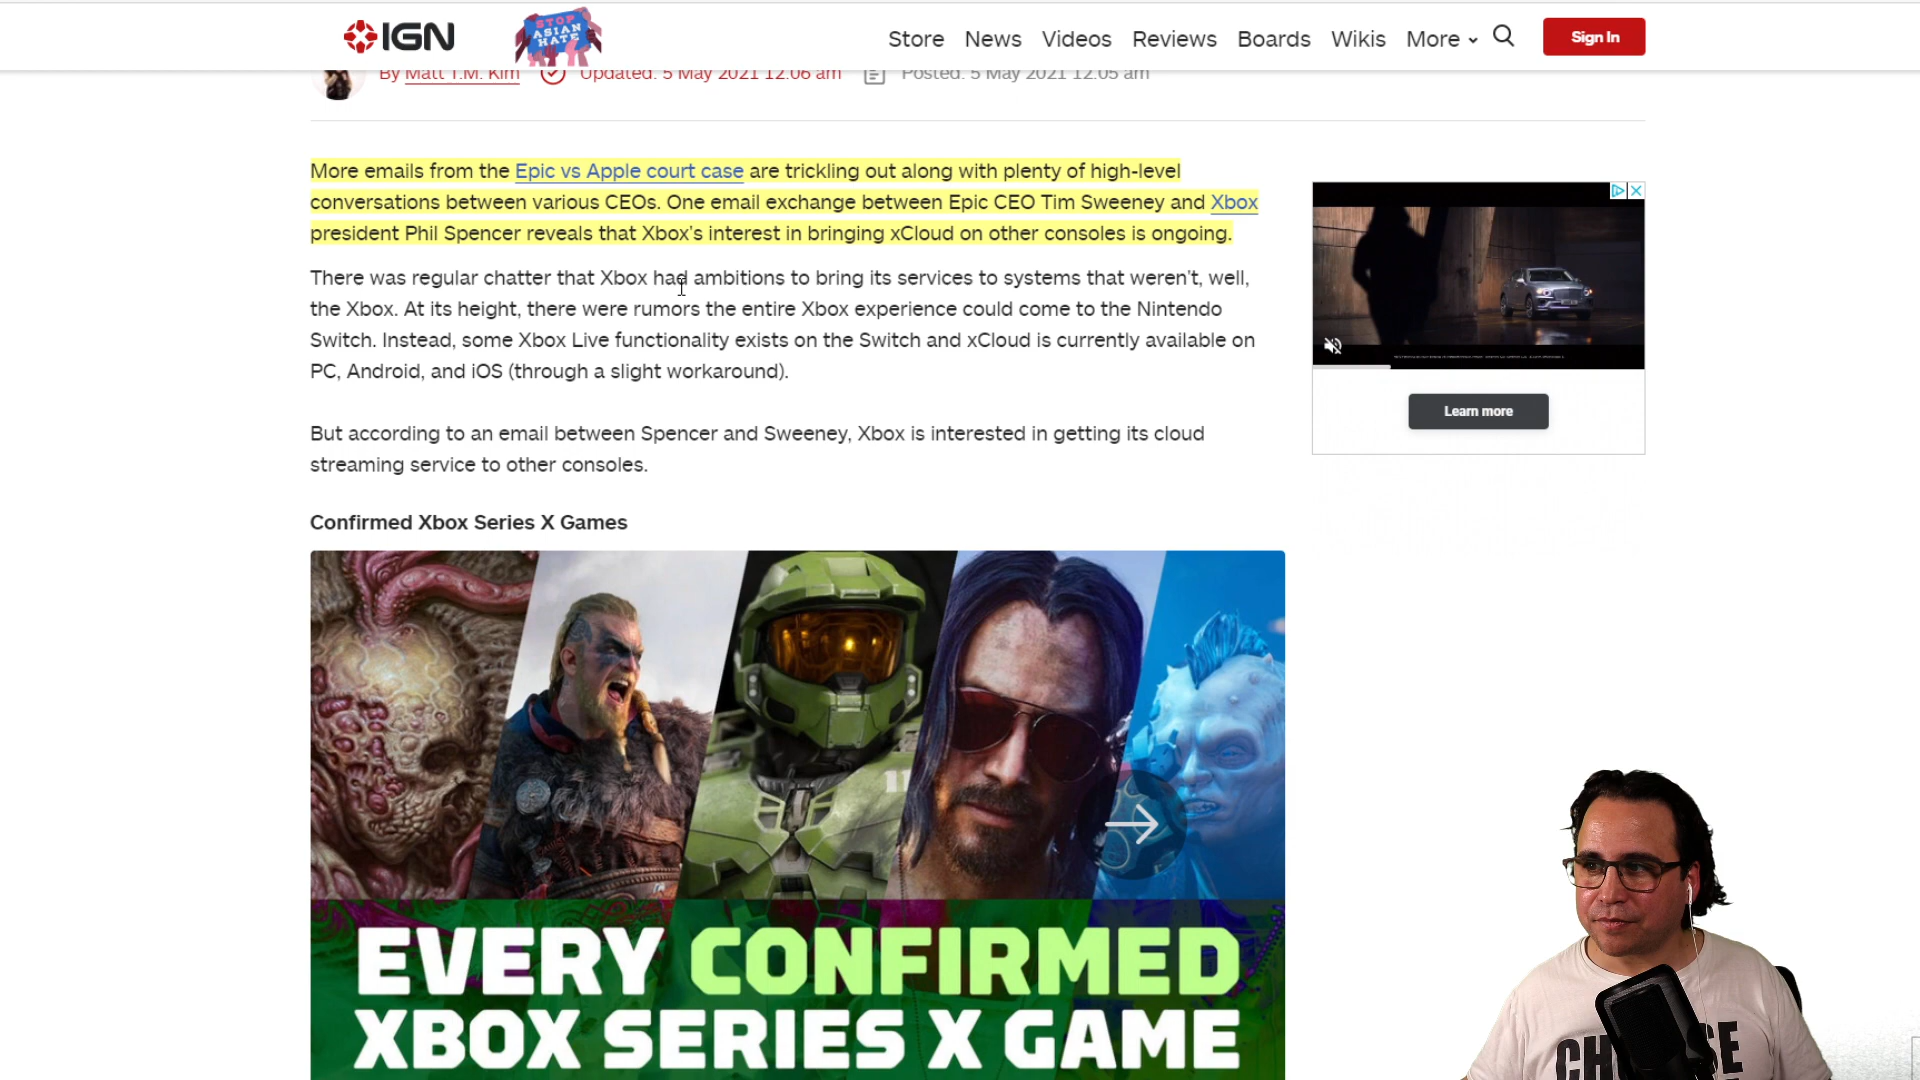 IGN
STOP
ASIAN
HATE
Store News Videos Reviews Boards Wikis More
Sign In
By Matt T.M. Kim Updated: 5 May 2021 12:06 am Posted: 5 May 2021 12:05 am
More emails from the Epic vs Apple court case are trickling out along with plenty of high-level
conversations between various CEOs. One email exchange between Epic CEO Tim Sweeney and Xbox
president Phil Spencer reveals that Xbox's interest in bringing xCloud on other consoles is ongoing.
There was regular chatter that Xbox had ambitions to bring its services to systems that weren't, well,
the Xbox. At its height, there were rumors the entire Xbox experience could come to the Nintendo
Switch. Instead, some Xbox Live functionality exists on the Switch and xCloud is currently available on
PC, Android, and iOS (through a slight workaround).
But according to an email between Spencer and Sweeney, Xbox is interested in getting its cloud
streaming service to other consoles.
Learn more
Confirmed Xbox Series X Games
EVERY CONFIRMED
XBOX SERIES X GAME